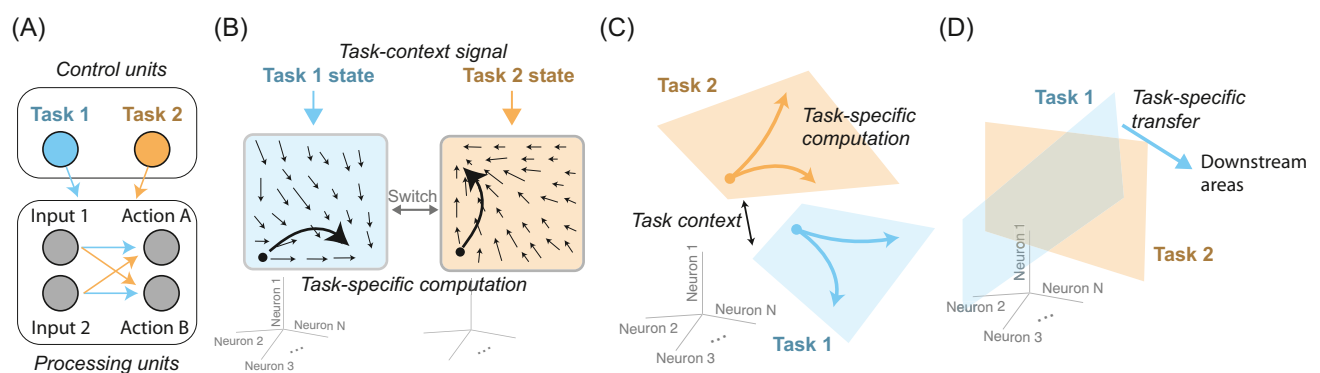 (A)
Control units
Task 1
Task 2
Input 1
Action A
Input 2
Action B
Processing units
(B)
Task-context signal
Task 1 state
Task 2 state
Switch
Task-specific computation
Neuron 1
Neuron N
Neuron 2
Neuron 3
...
...
(C)
Task 2
Task-specific
computation
Task context
Neuron 1
Neuron N
Neuron 2
Neuron 3
...
Task 1
(D)
Task 1
Task-specific
transfer
Downstream
areas
Task 2
Neuron 1
Neuron N
Neuron 2
Neuron 3
...